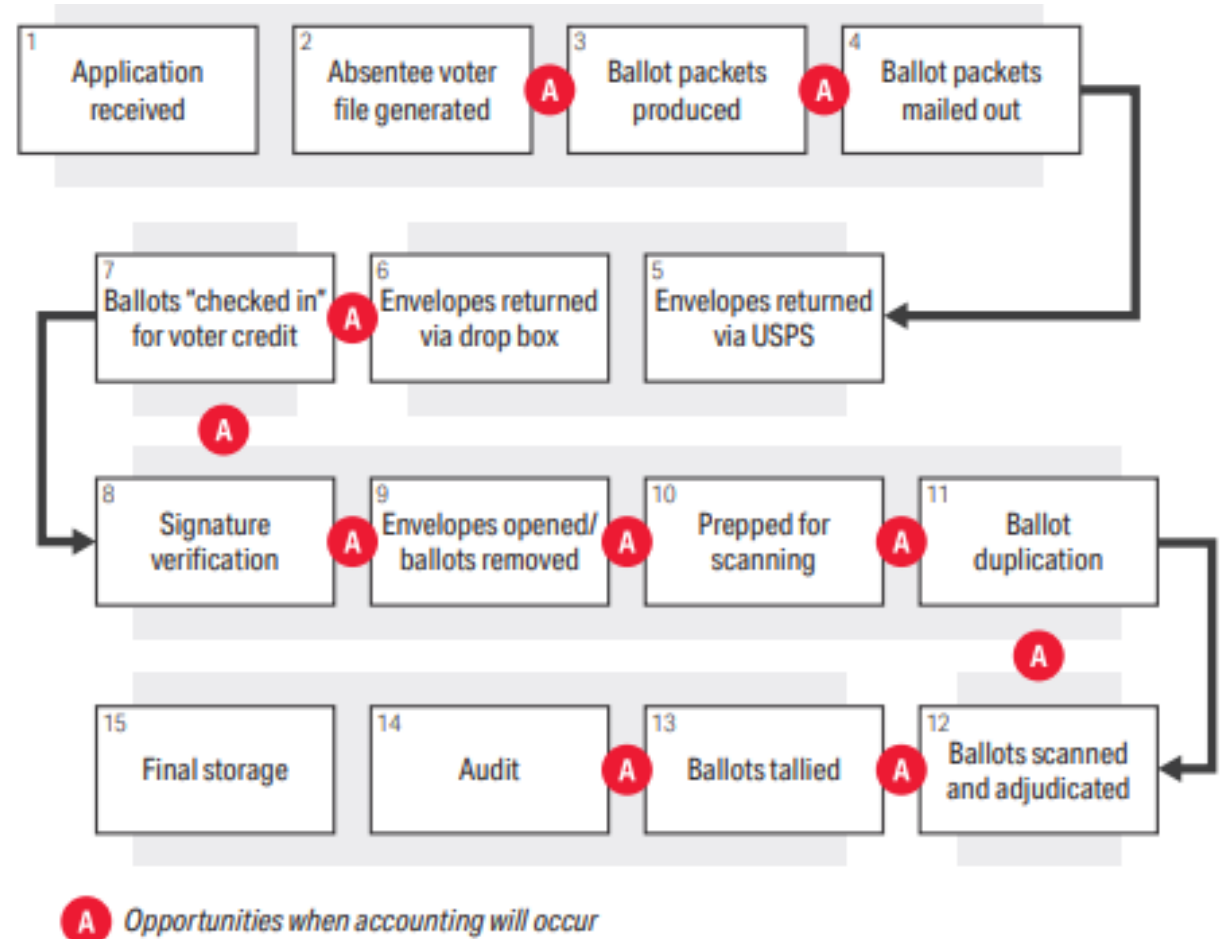 1
Application
received
2
Absentee voter
file generated
A
3
Ballot packets
produced
A
4
Ballot packets
mailed out
7
Ballots "checked in"
for voter credit
A
6
Envelopes returned
via drop box
5
Envelopes returned
via USPS
A
8
Signature
verification
A
9
Envelopes opened/
ballots removed
A
10
Prepped for
scanning
A
11
Ballot
duplication
A
15
Final storage
14
Audit
A
13
Ballots tallied
A
12
Ballots scanned
and adjudicated
A Opportunities when accounting will occur